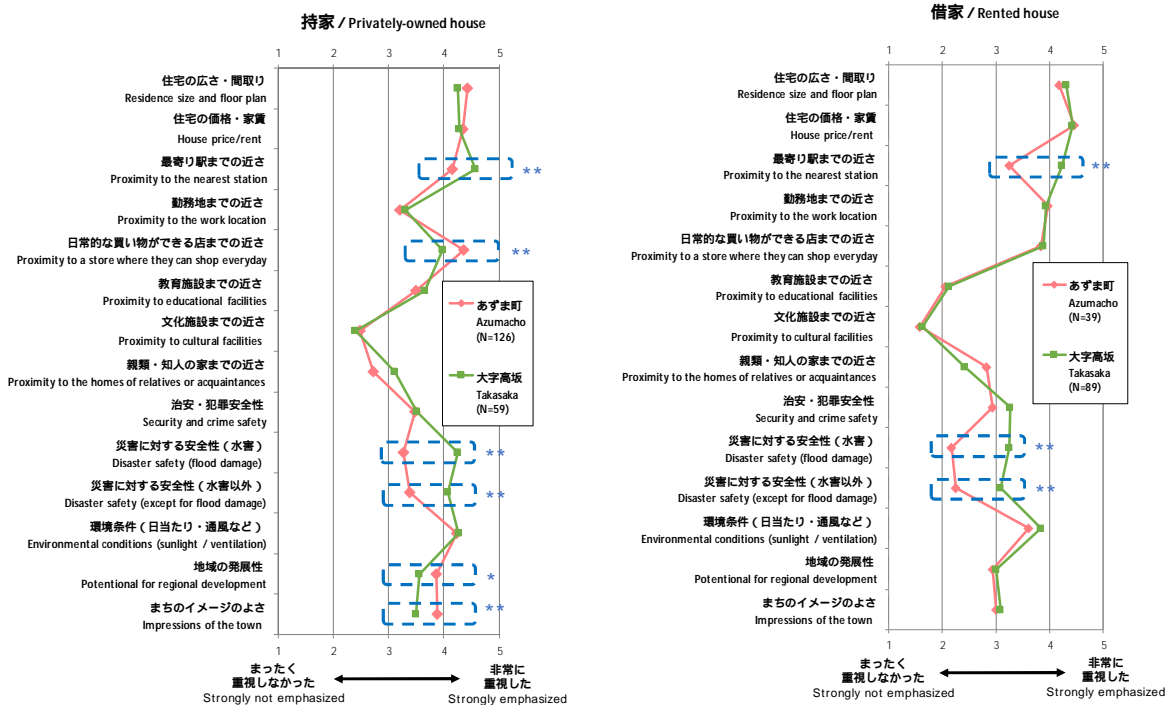 持家 / Privately-owned house
1 2 3 4 5
住宅の広さ・間取り
Residence size and floor plan
住宅の価格・家賃
House price/rent
最寄り駅までの近さ
Proximity to the nearest station
**
勤務地までの近さ
Proximity to the work location
日常的な買い物ができる店までの近さ
Proximity to a store where they can shop everyday
**
教育施設までの近さ
Proximity to educational facilities
文化施設までの近さ
Proximity to cultural facilities
親類・知人の家までの近さ
Proximity to the homes of relatives or acquaintances
治安・犯罪安全性
Security and crime safety
災害に対する安全性（水害）
Disaster safety (flood damage)
**
災害に対する安全性（水害以外）
Disaster safety (except for flood damage)
**
環境条件（日当たり・通風など）
Environmental conditions (sunlight / ventilation)
地域の発展性
Potentional for regional development
*
まちのイメージのよさ
Impressions of the town
**
あずま町
Azumacho
(N=126)
大字高坂
Takasaka
(N=59)
1 2 3 4 5
まったく
重視しなかった
Strongly not emphasized
非常に
重視した
Strongly emphasized
借家 / Rented house
1 2 3 4 5
住宅の広さ・間取り
Residence size and floor plan
住宅の価格・家賃
House price/rent
最寄り駅までの近さ
Proximity to the nearest station
**
勤務地までの近さ
Proximity to the work location
日常的な買い物ができる店までの近さ
Proximity to a store where they can shop everyday
教育施設までの近さ
Proximity to educational facilities
文化施設までの近さ
Proximity to cultural facilities
親類・知人の家までの近さ
Proximity to the homes of relatives or acquaintances
治安・犯罪安全性
Security and crime safety
災害に対する安全性（水害）
Disaster safety (flood damage)
**
災害に対する安全性（水害以外）
Disaster safety (except for flood damage)
**
環境条件（日当たり・通風など）
Environmental conditions (sunlight / ventilation)
地域の発展性
Potentional for regional development
まちのイメージのよさ
Impressions of the town
あずま町
Azumacho
(N=39)
大字高坂
Takasaka
(N=89)
1 2 3 4 5
まったく
重視しなかった
Strongly not emphasized
非常に
重視した
Strongly emphasized